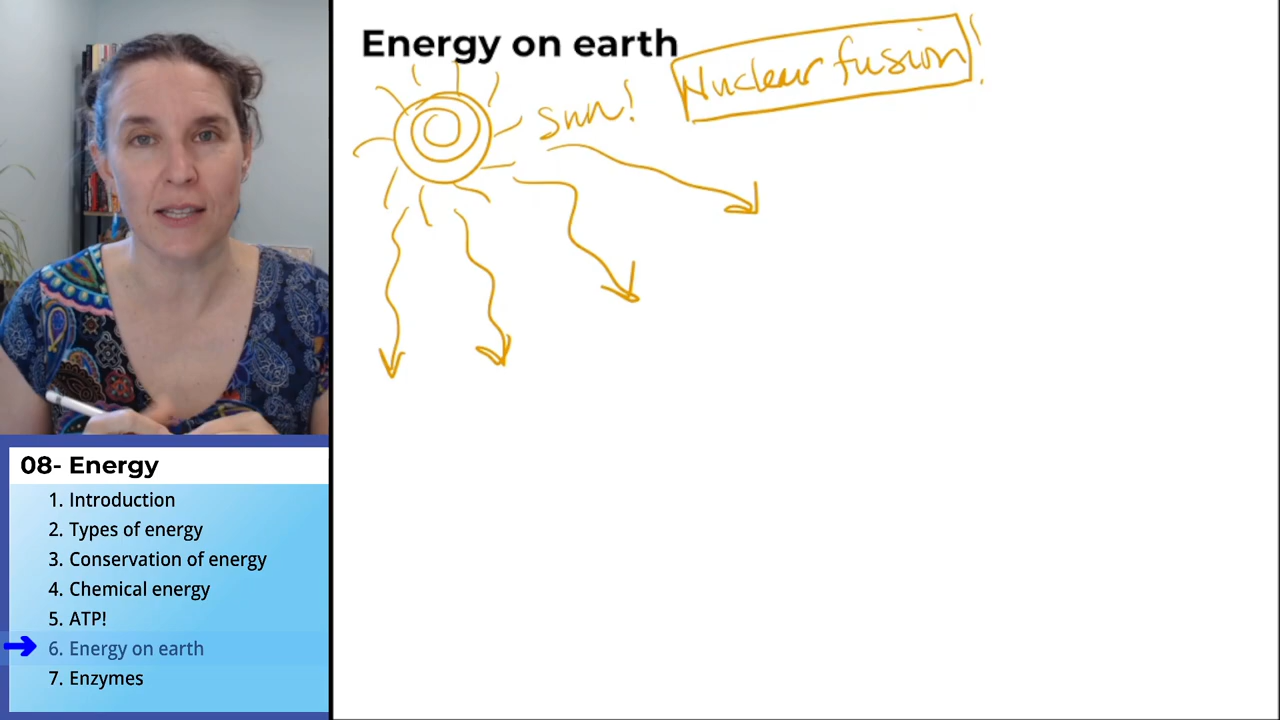 Energy on earth
Nuclear fusion!
Sun!
08- Energy
1. Introduction
2. Types of energy
3. Conservation of energy
4. Chemical energy
5. ATP!
6. Energy on earth
7. Enzymes